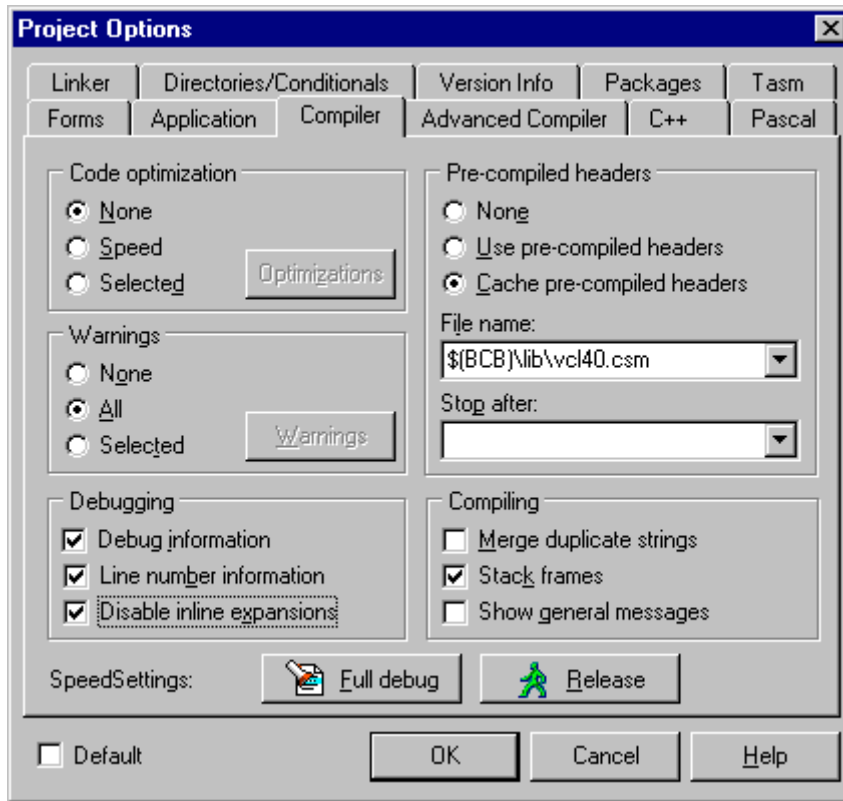 Project Options
Linker Directories/Conditionals Version Info Packages Tasm
Forms Application Compiler Advanced Compiler C++ Pascal
Code optimization
None
Speed
Selected
Optimizations
Warnings
None
All
Selected
Warnings
Debugging
Debug information
Line number information
Disable inline expansions
Pre-compiled headers
None
Use pre-compiled headers
Cache pre-compiled headers
File name:
$(BCB)\lib\vcl40.csm
Stop after:
Compiling
Merge duplicate strings
Stack frames
Show general messages
SpeedSettings: Full debug Release
Default OK Cancel Help